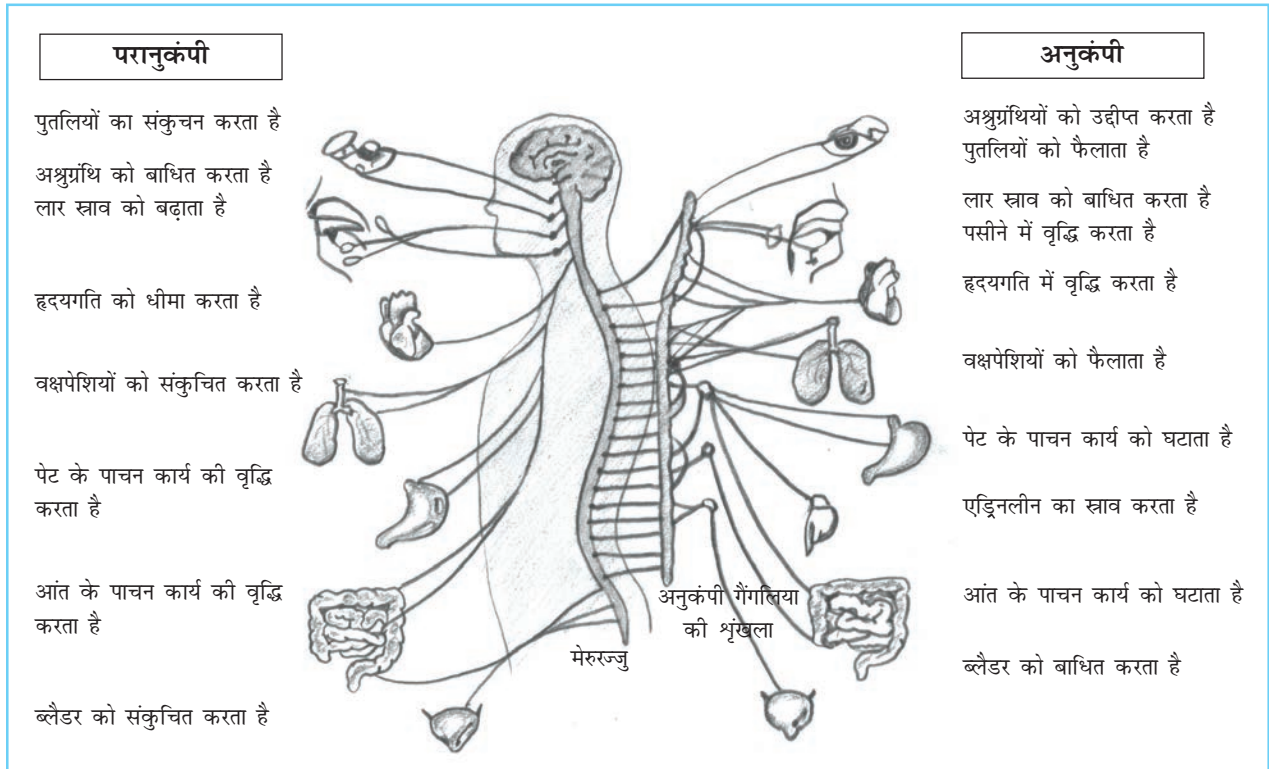 परानुकंपी
पुतलियों का संकुचन करता है
अश्रुग्रंथि को बाधित करता है
लार स्राव को बढ़ाता है
हृदयगति को धीमा करता है
वक्षपेशियों को संकुचित करता है
पेट के पाचन कार्य की वृद्धि
करता है
आंत के पाचन कार्य की वृद्धि
करता है
ब्लैडर को संकुचित करता है
मेरुरज्जु
अनुकंपी गैंगलिया
की शृंखला
अनुकंपी
अश्रुग्रंथियों को उद्दीप्त करता है
पुतलियों को फैलाता है
लार स्राव को बाधित करता है
पसीने में वृद्धि करता है
हृदयगति में वृद्धि करता है
वक्षपेशियों को फैलाता है
पेट के पाचन कार्य को घटाता है
एड्रिनलीन का स्राव करता है
आंत के पाचन कार्य को घटाता है
ब्लैडर को बाधित करता है